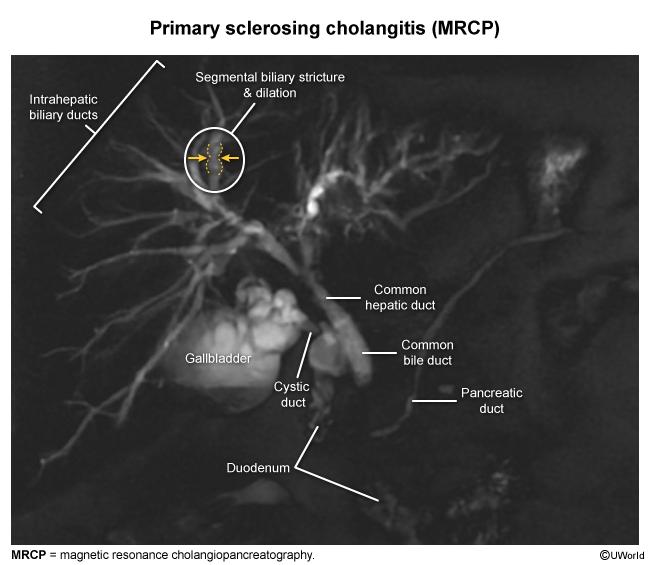 Primary sclerosing cholangitis (MRCP)
Segmental biliary stricture
& dilation
Intrahepatic
biliary ducts
Common
hepatic duct
Gallbladder
Common
bile duct
Cystic
duct
Pancreatic
duct
Duodenum
MRCP = magnetic resonance cholangiopancreatography.
©UWorld